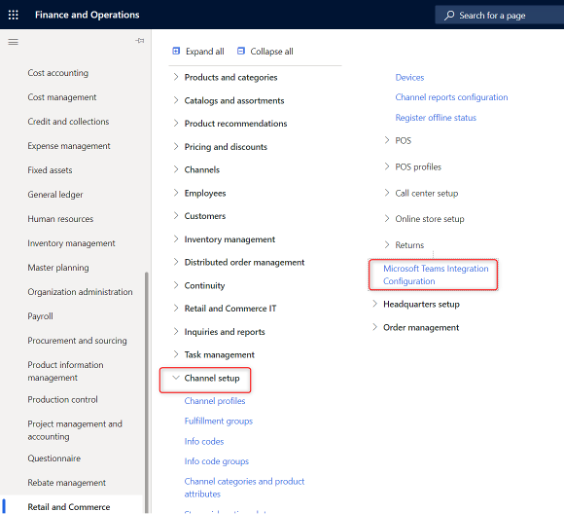 Finance and Operations
Search for a page
Cost accounting
Cost management
Credit and collections
Expense management
Fixed assets
General ledger
Human resources
Inventory management
Master planning
Organization administration
Payroll
Procurement and sourcing
Product information
management
Production control
Project management and
accounting
Questionnaire
Rebate management
Retail and Commerce
Expand all
Collapse all
Products and categories
Catalogs and assortments
Product recommendations
Pricing and discounts
Channels
Employees
Customers
Inventory management
Distributed order management
Continuity
Retail and Commerce IT
Inquiries and reports
Task management
Channel setup
Channel profiles
Fulfillment groups
Info codes
Info code groups
Channel categories and product
attributes
Devices
Channel reports configuration
Register offline status
POS
POS profiles
Call center setup
Online store setup
Returns
Microsoft Teams Integration
Configuration
Headquarters setup
Order management